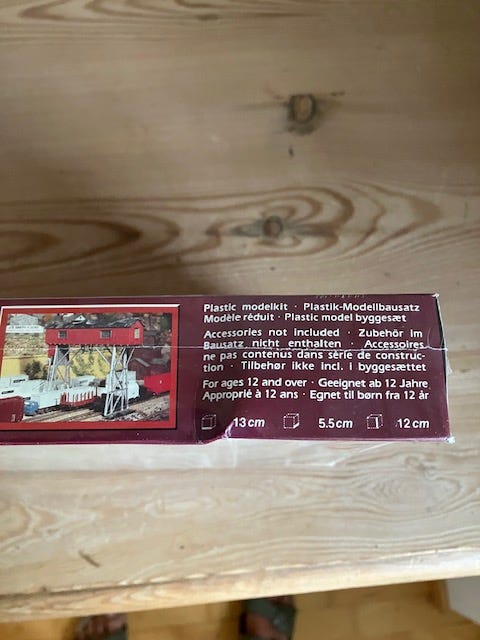 Plastic modelkit · Plastik-Modellbausatz
Modèle réduit · Plastic model byggesæt
Accessories not included · Zubehör im
Bausatz nicht enthalten · Accessoires
ne pas contenus dans série de construc-
tion · Tilbehør ikke incl. i byggesættet
For ages 12 and over · Geeignet ab 12 Jahre
Approprié à 12 ans · Egnet til børn fra 12 år
13 cm 5.5 cm 12 cm